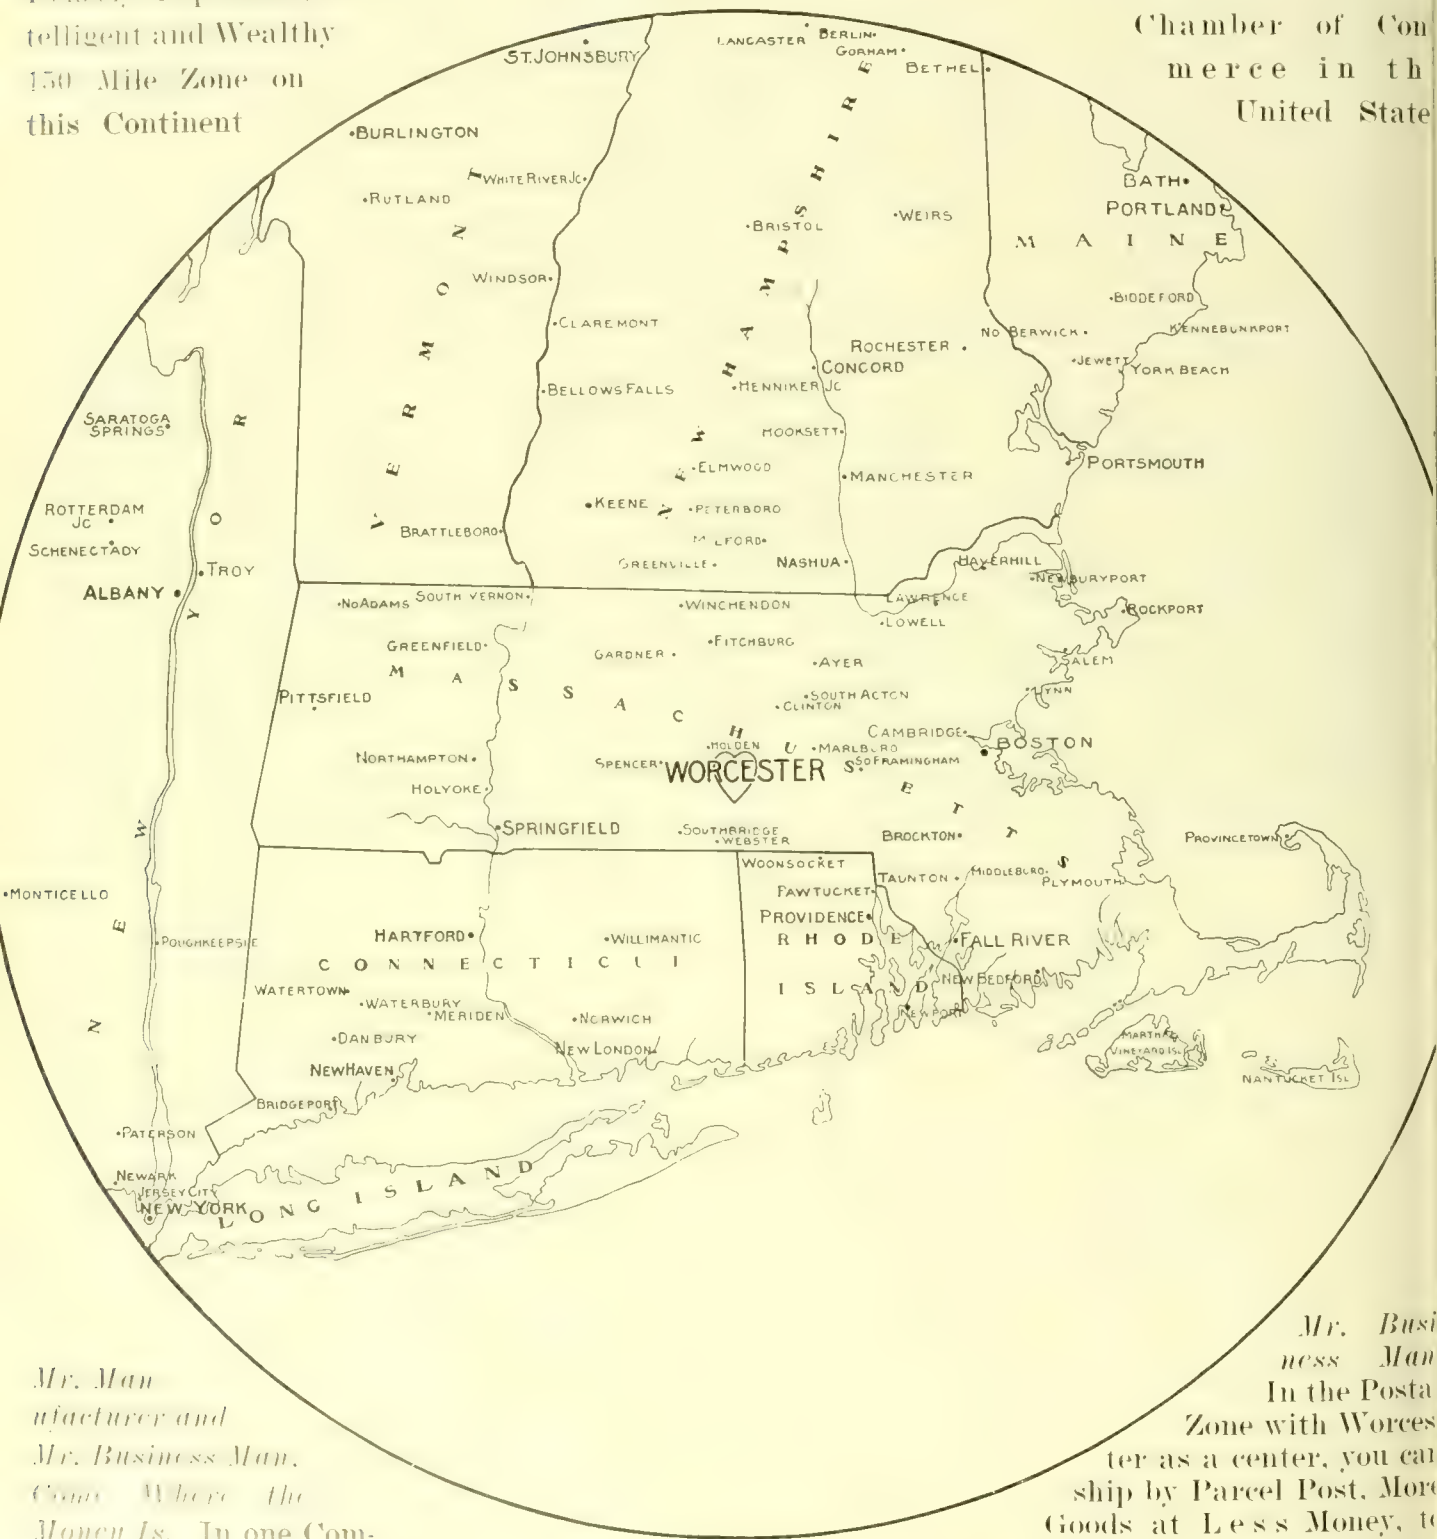 telligent and Wealthy
150 Mile Zone on
this Continent
Chamber of Con
merce in th
United State
ST. JOHNSBURY
LANCASTER
BERLIN
GORHAM
BETHEL
BURLINGTON
WHITE RIVER JC.
RUTLAND
BRISTOL
WEIRS
BATH
PORTLAND
MAINE
VERMONT
NEW HAMPSHIRE
WINDSOR
BIDDEFORD
CLAREMONT
NO BERWICK
KENNEBUNKPORT
ROCHESTER
CONCORD
JEWETT
YORK BEACH
BELLOWS FALLS
HENNIKER JC
SARATOGA
SPRINGS
HOOKSETT
ELMWOOD
MANCHESTER
PORTSMOUTH
ROTTERDAM
JC
KEENE
PETERBORO
SCHENECTADY
BRATTLEBORO
MILFORD
TROY
GREENVILLE
NASHUA
HAVERHILL
NEWBURYPORT
ALBANY
NO ADAMS
SOUTH VERNON
WINCHENDON
LAWRENCE
ROCKPORT
LOWELL
GREENFIELD
GARDNER
FITCHBURG
AYER
SALEM
MASSACHUSETTS
PITTSFIELD
SOUTH ACTON
CLINTON
LYNN
CAMBRIDGE
BOSTON
HOLDEN
MARLBORO
NORTHAMPTON
SPENCER
WORCESTER
SO FRAMINGHAM
HOLYOKE
SPRINGFIELD
SOUTHBRIDGE
WEBSTER
BROCKTON
PROVINCETOWN
WOONSOCKET
TAUNTON
MIDDLEBURO
PLYMOUTH
MONTICELLO
PAWTUCKET
PROVIDENCE
NEW YORK
POUGHKEEPSIE
HARTFORD
WILLIMANTIC
RHODE
ISLAND
FALL RIVER
CONNECTICUT
NEW BEDFORD
WATERTOWN
WATERBURY
MERIDEN
NORWICH
NEWPORT
DANBURY
NEW LONDON
MARTHAS
VINEYARD ISL
NEW HAVEN
NANTUCKET ISL
BRIDGEPORT
PATERSON
NEWARK
JERSEY CITY
NEW YORK
LONG ISLAND
Mr. Man
ufacturer and
Mr. Business Man,
Come Where the
Money Is. In one Com-
Mr. Busi
ness Man
In the Posta
Zone with Worces
ter as a center, you can
ship by Parcel Post, More
Goods at Less Money, to